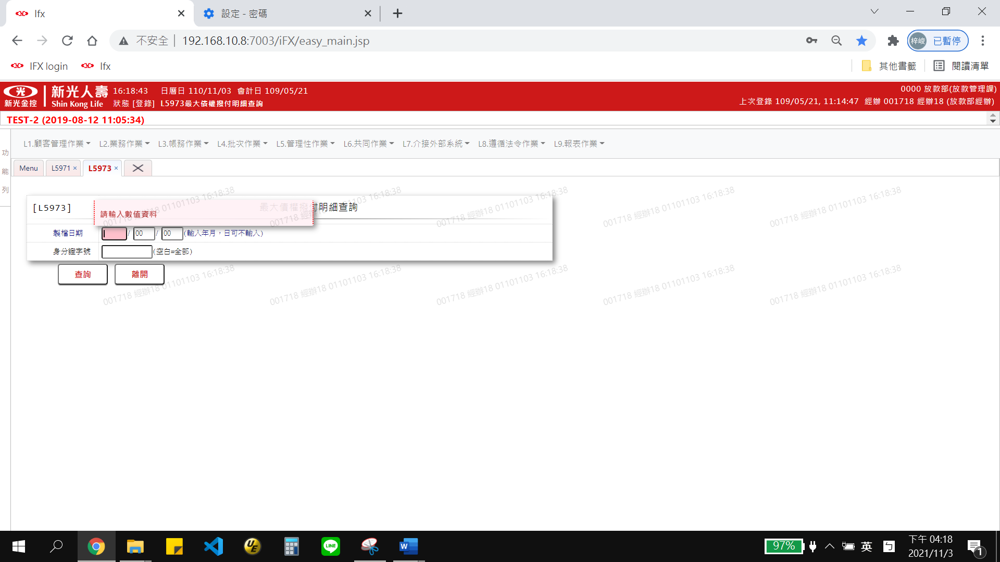 Ifx
設定 - 密碼
不安全 192.168.10.8:7003/iFX/easy_main.jsp
梓峻 已暫停
IFX login
Ifx
其他書籤
閱讀清單
新光金控
新光人壽
Shin Kong Life
16:18:43 日曆日 110/11/03 會計日 109/05/21
狀態 [登錄] L5973最大債權撥付明細查詢
0000 放款部(放款管理課)
上次登錄 109/05/21, 11:14:47 經辦 001718 經辦18 (放款部經辦)
TEST-2 (2019-08-12 11:05:34)
功
能
列
L1.顧客管理作業 L2.業務作業 L3.帳務作業 L4.批次作業 L5.管理性作業 L6.共同作業 L7.介接外部系統 L8.遵循法令作業 L9.報表作業
Menu L5971 × L5973 ×
[L5973] 最大債權撥付明細查詢
請輸入數值資料
製檔日期 / 00 / 00 (輸入年月，日可不輸入)
身分證字號 (空白=全部)
查詢 離開
001718 經辦18 01101103 16:18:38
001718 經辦18 01101103 16:18:38
001718 經辦18 01101103 16:18:38
001718 經辦18 01101103 16:18:38
001718 經辦18 01101103 16:18:38
001718 經辦18 01101103 16:18:38
001718 經辦18 01101103 16:18:38
001718 經辦18 01101103 16:18:38
001718 經辦18 01101103 16:18:38
001718 經辦18 01101103 16:18:38
UE
LINE
W
97%
英
ㄅ
下午 04:18
2021/11/3
1